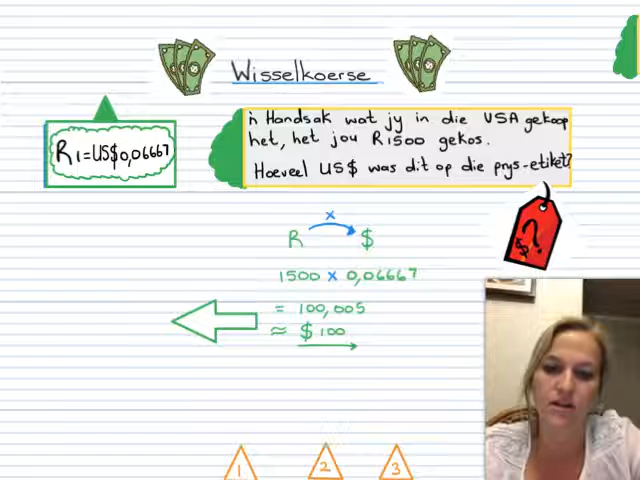 Wisselkoerse
R1=US$0,06667
'n Handsak wat jy in die USA gekoop
het, het jou R1500 gekos.
Hoeveel US$ was dit op die prys-etiket?
$?
x
R $
1500 x 0,06667
= 100,005
≈ $100
1 2 3